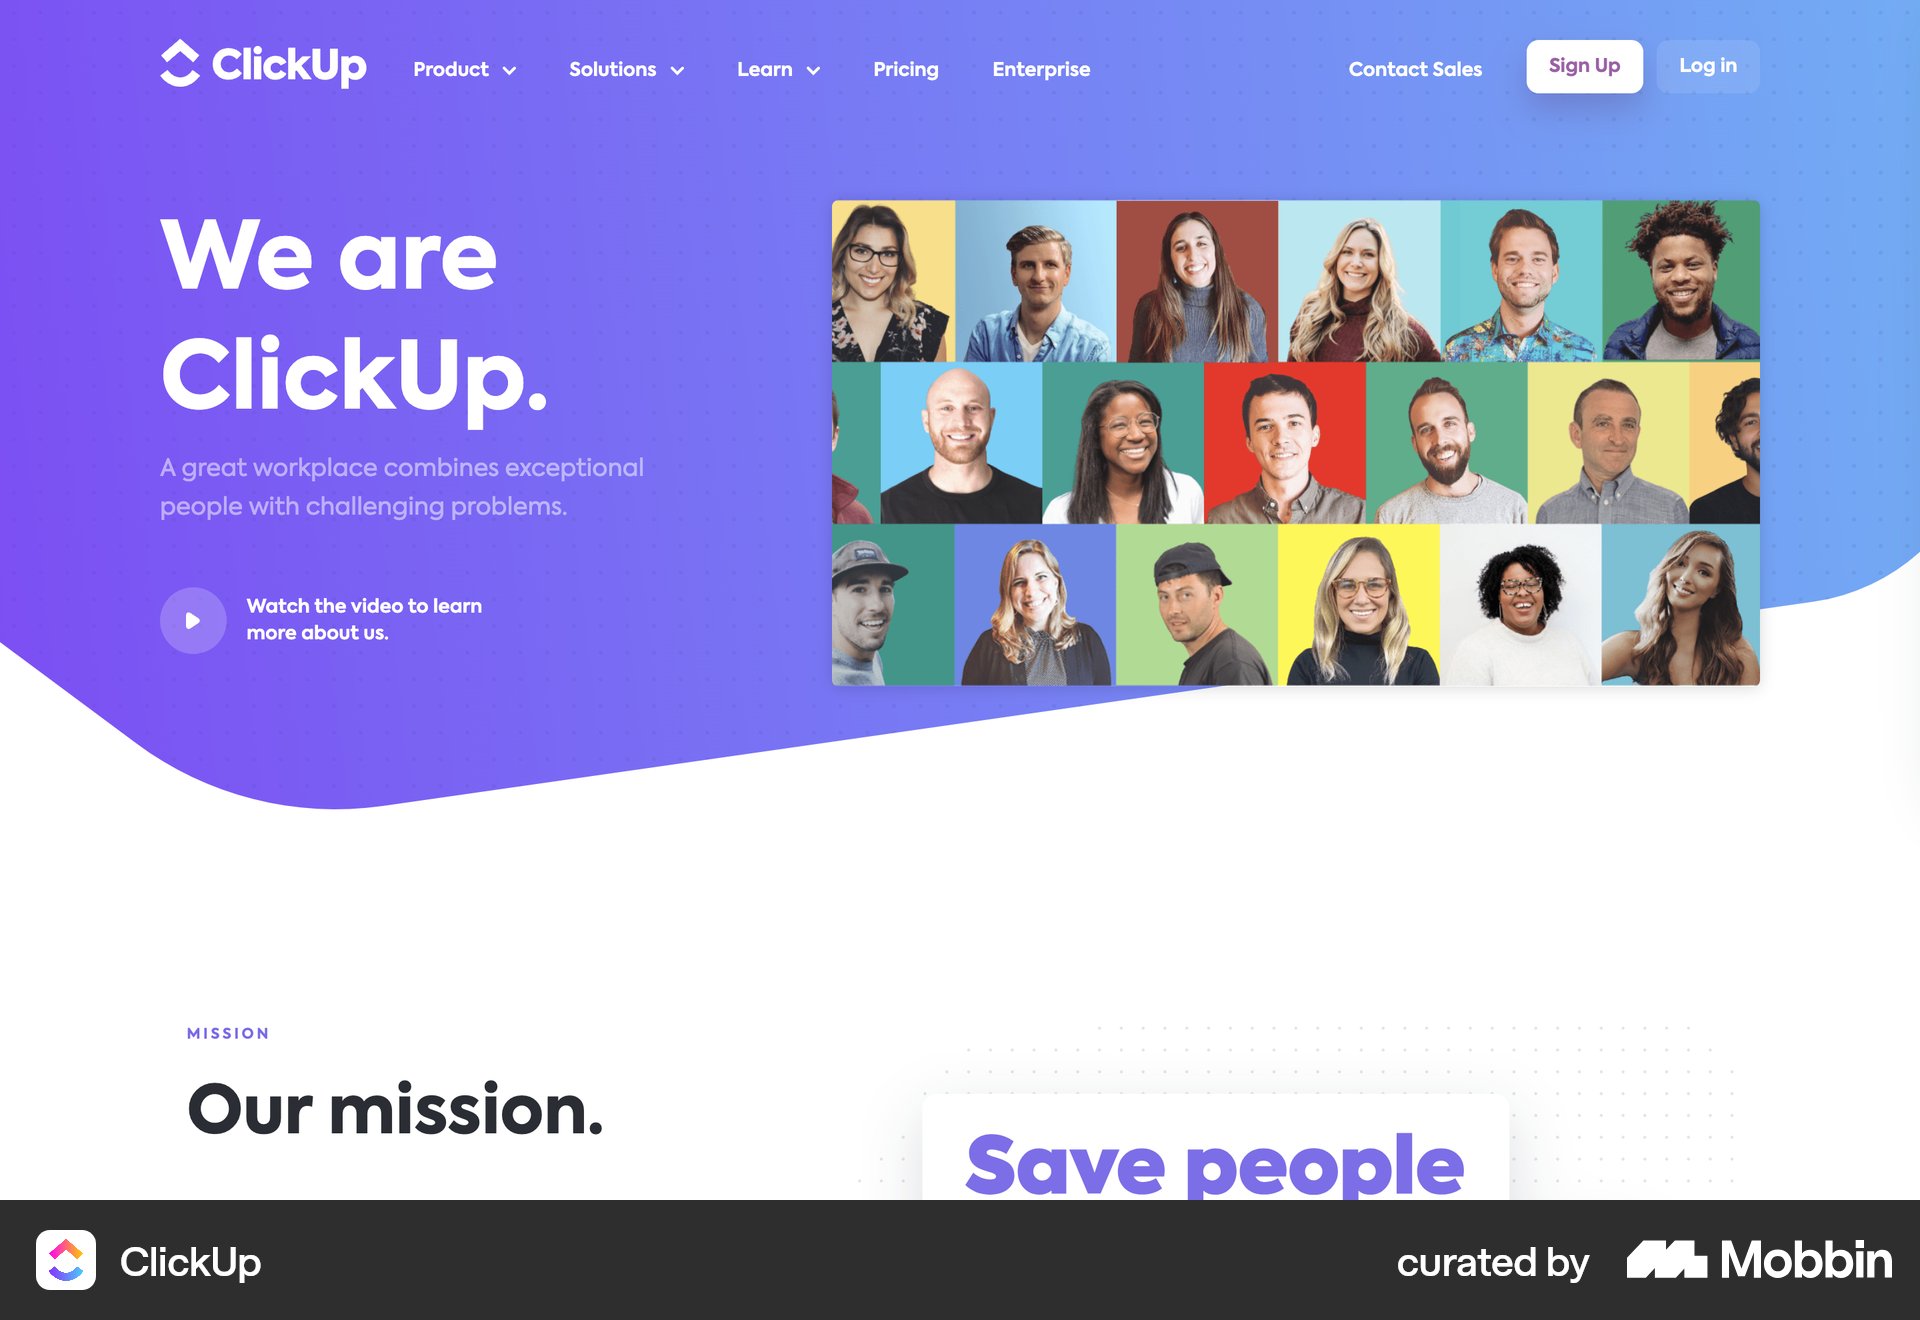 ClickUp
Product
Solutions
Learn
Pricing
Enterprise
Contact Sales
Sign Up
Log in
We are
ClickUp.
A great workplace combines exceptional
people with challenging problems.
Watch the video to learn
more about us.
MISSION
Our mission.
Save people
ClickUp
curated by
Mobbin